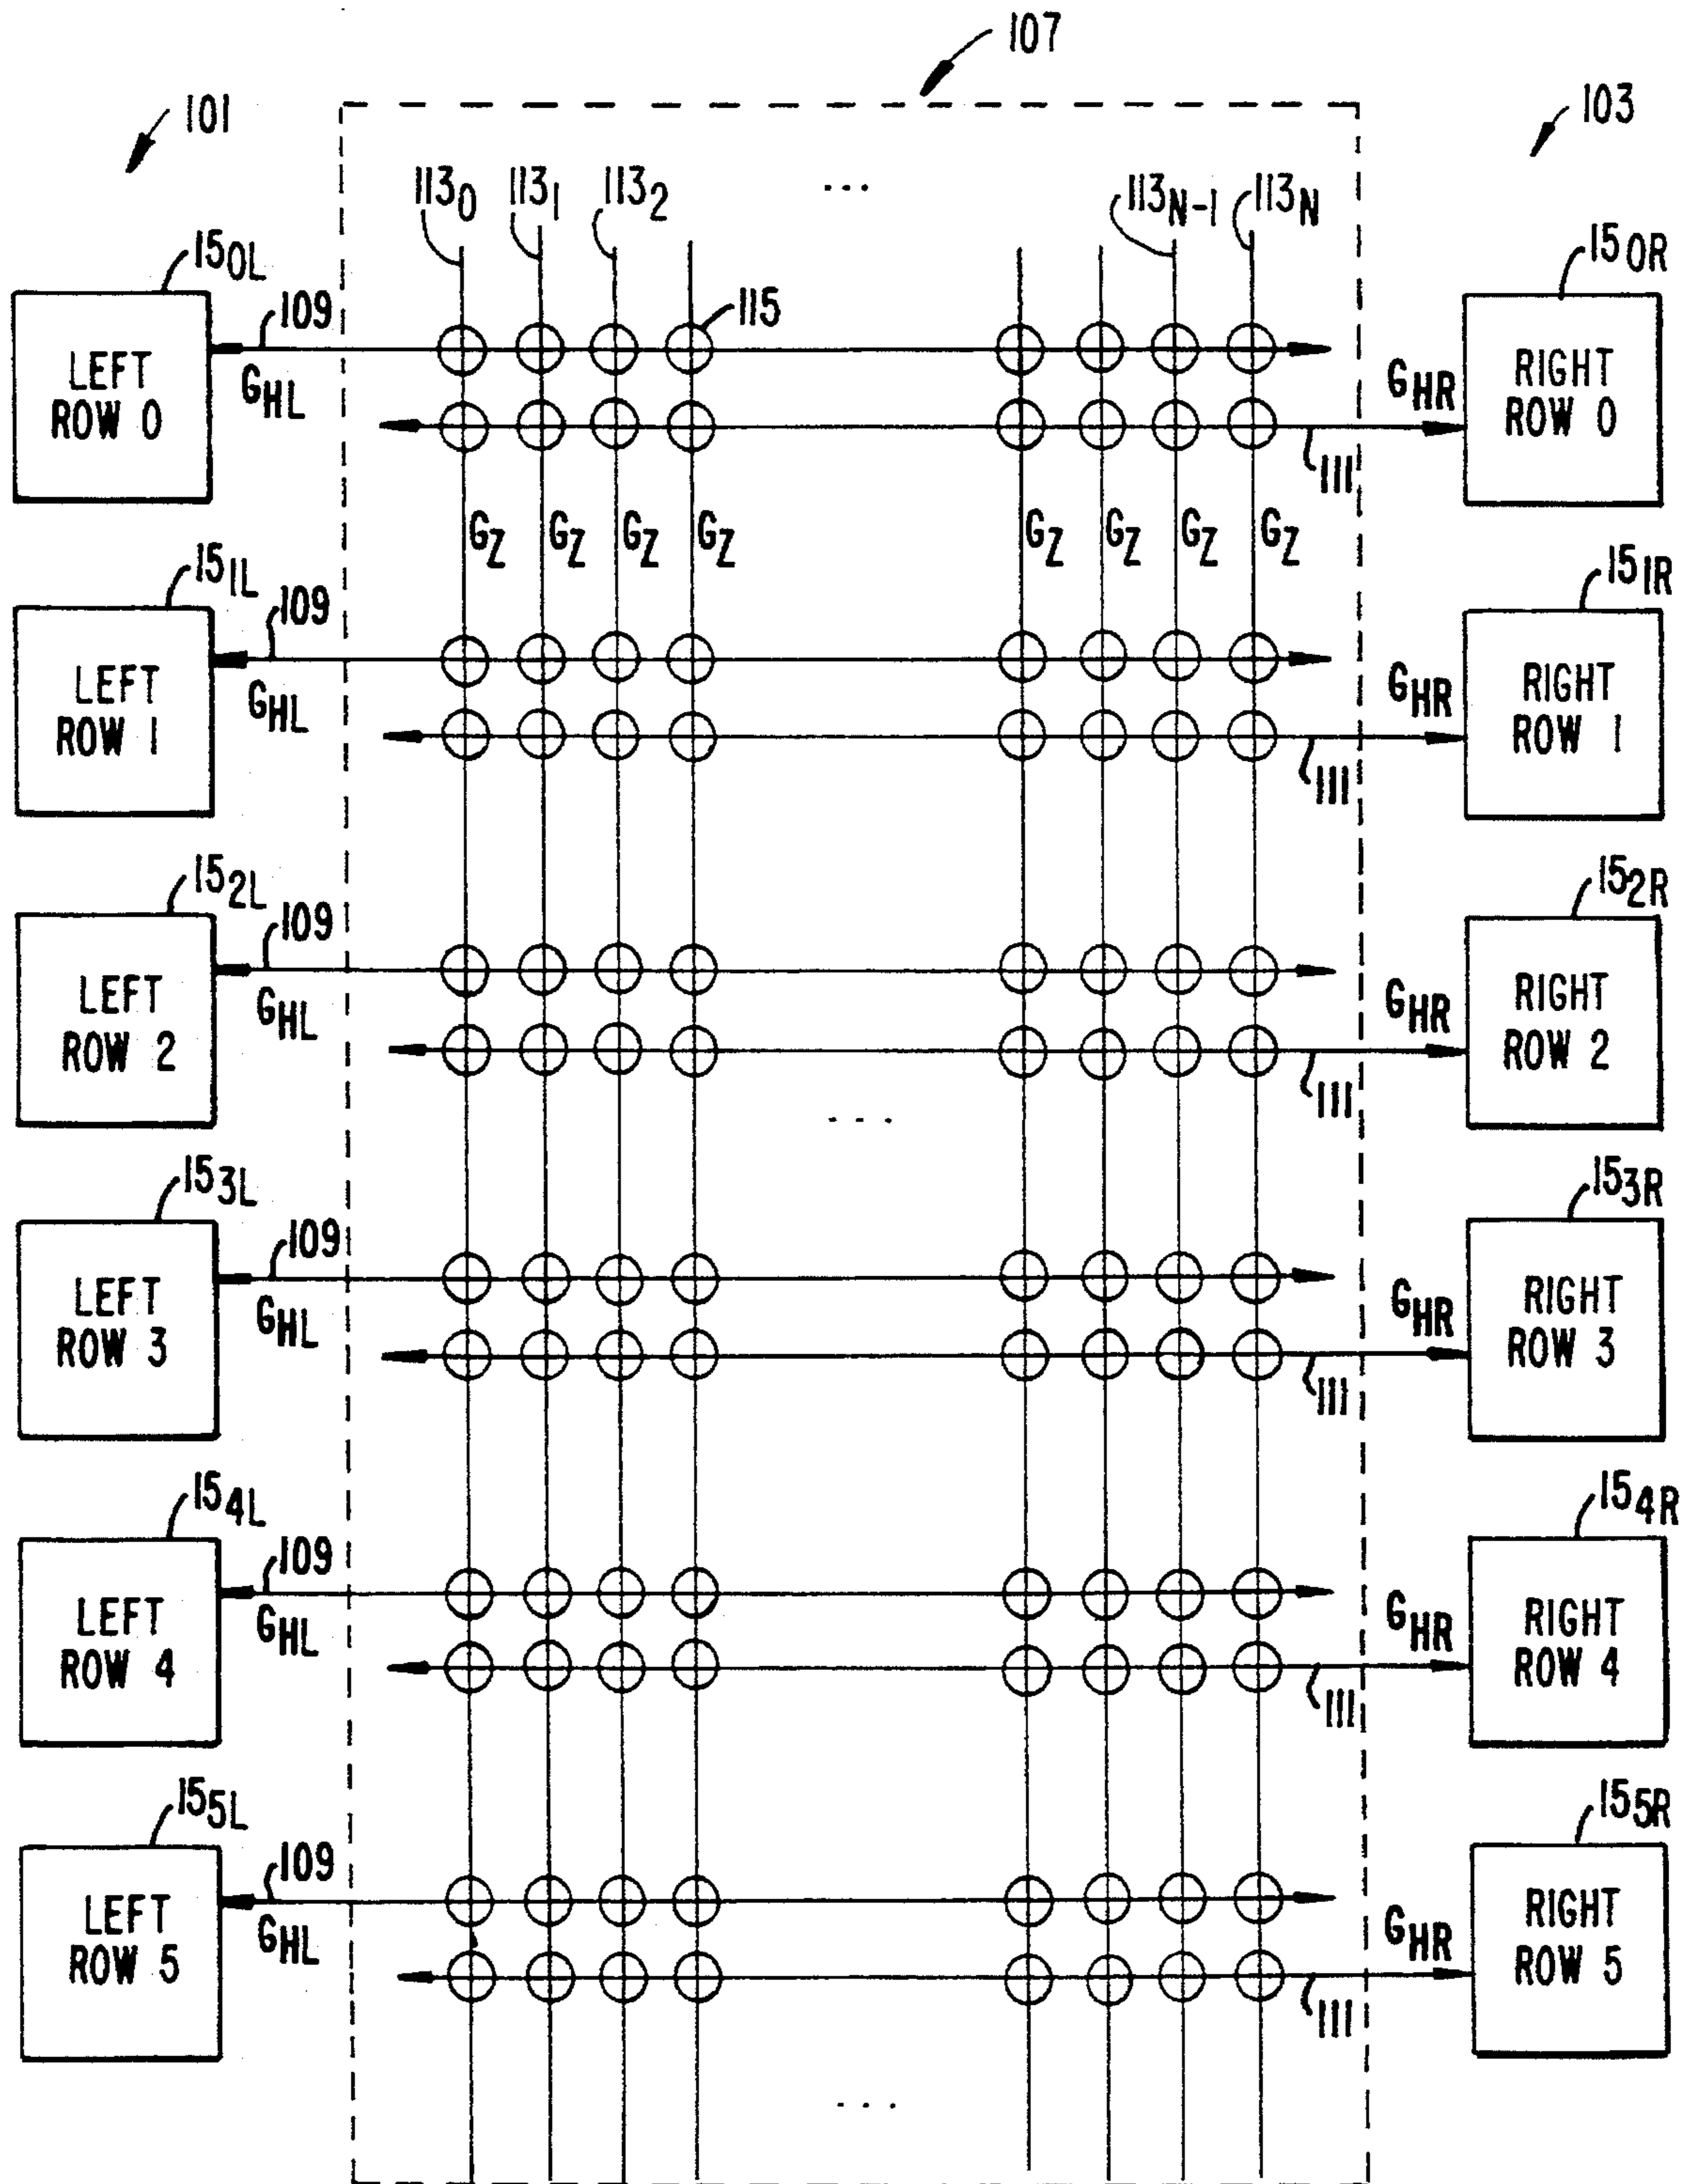 107
101
103
113₀ 113₁ 113₂ ... 113N-1 113N
15₀L 15₀R
109 115
LEFT ROW 0 GHL GHR RIGHT ROW 0
111
GZ GZ GZ GZ GZ GZ GZ GZ
15₁L 15₁R
109
LEFT ROW 1 GHL GHR RIGHT ROW 1
111
15₂L 15₂R
109
LEFT ROW 2 GHL GHR RIGHT ROW 2
111
...
15₃L 15₃R
109
LEFT ROW 3 GHL GHR RIGHT ROW 3
111
15₄L 15₄R
109
LEFT ROW 4 GHL GHR RIGHT ROW 4
111
15₅L 15₅R
109
LEFT ROW 5 GHL GHR RIGHT ROW 5
111
...